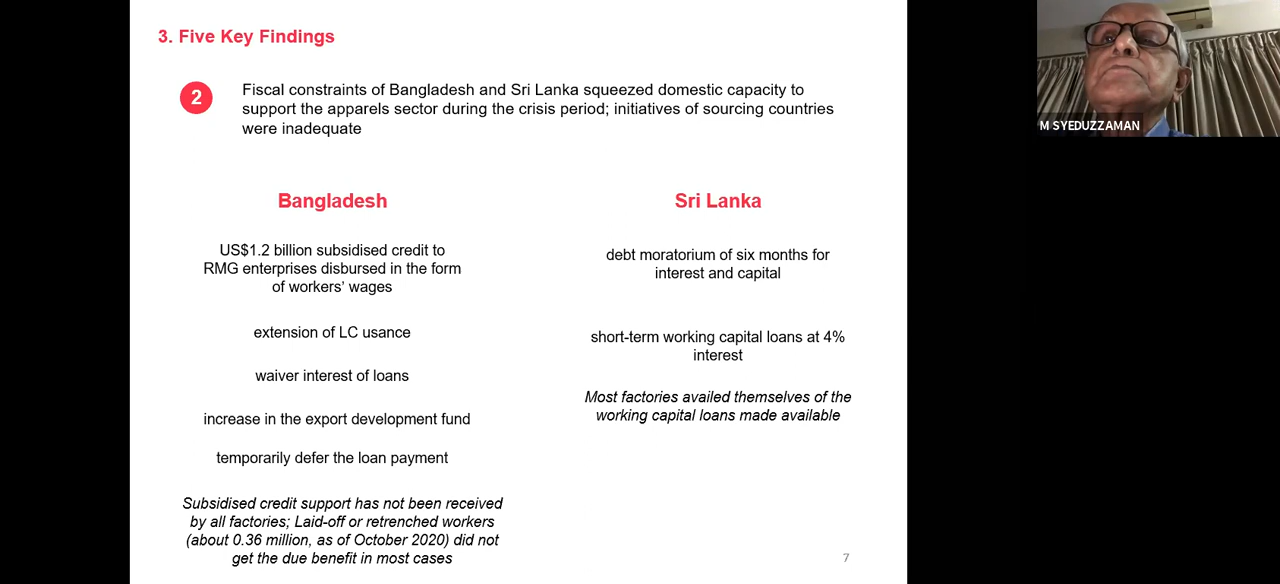 3. Five Key Findings
2
Fiscal constraints of Bangladesh and Sri Lanka squeezed domestic capacity to
support the apparels sector during the crisis period; initiatives of sourcing countries
were inadequate
Bangladesh
US$1.2 billion subsidised credit to
RMG enterprises disbursed in the form
of workers’ wages
extension of LC usance
waiver interest of loans
increase in the export development fund
temporarily defer the loan payment
Subsidised credit support has not been received
by all factories; Laid-off or retrenched workers
(about 0.36 million, as of October 2020) did not
get the due benefit in most cases
Sri Lanka
debt moratorium of six months for
interest and capital
short-term working capital loans at 4%
interest
Most factories availed themselves of the
working capital loans made available
7
M SYEDUZZAMAN